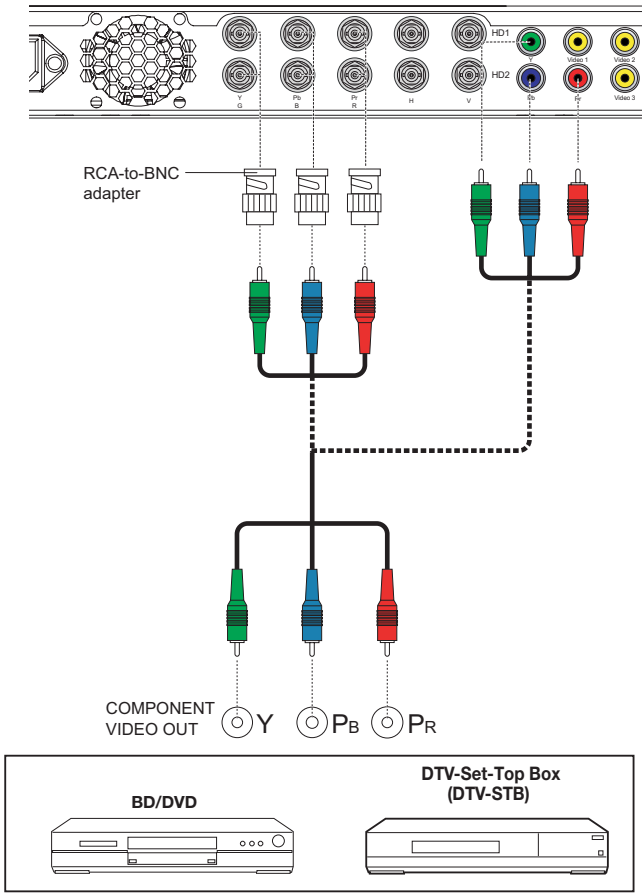 HD1
Y
Video 1
Video 2
HD2
Y
G
Pb
B
Pr
R
H
V
Pb
Pr
Video 3
RCA-to-BNC
adapter
COMPONENT
VIDEO OUT
Y
PB
PR
BD/DVD
DTV-Set-Top Box
(DTV-STB)